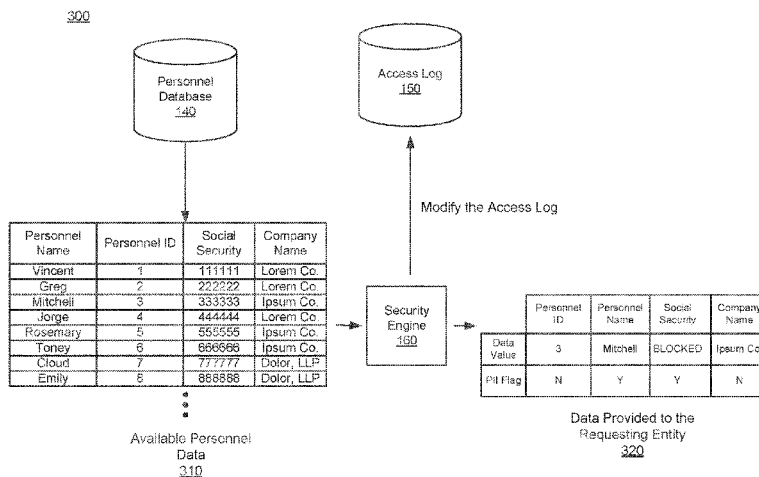 300
Personnel
Database
140
Access Log
150
Modify the Access Log
Personnel Name Personnel ID Social Security Company Name
Vincent 1 111111 Lorem Co.
Greg 2 222222 Lorem Co.
Mitchell 3 333333 Ipsum Co.
Jorge 4 444444 Lorem Co.
Rosemary 5 555555 Ipsum Co.
Toney 6 666666 Ipsum Co.
Cloud 7 777777 Dolor, LLP
Emily 8 888888 Dolor, LLP
Available Personnel
Data
310
Security
Engine
160
Personnel ID Personnel Name Social Security Company Name
Data Value 3 Mitchell BLOCKED Ipsum Co
PII Flag N Y Y N
Data Provided to the
Requesting Entity
320